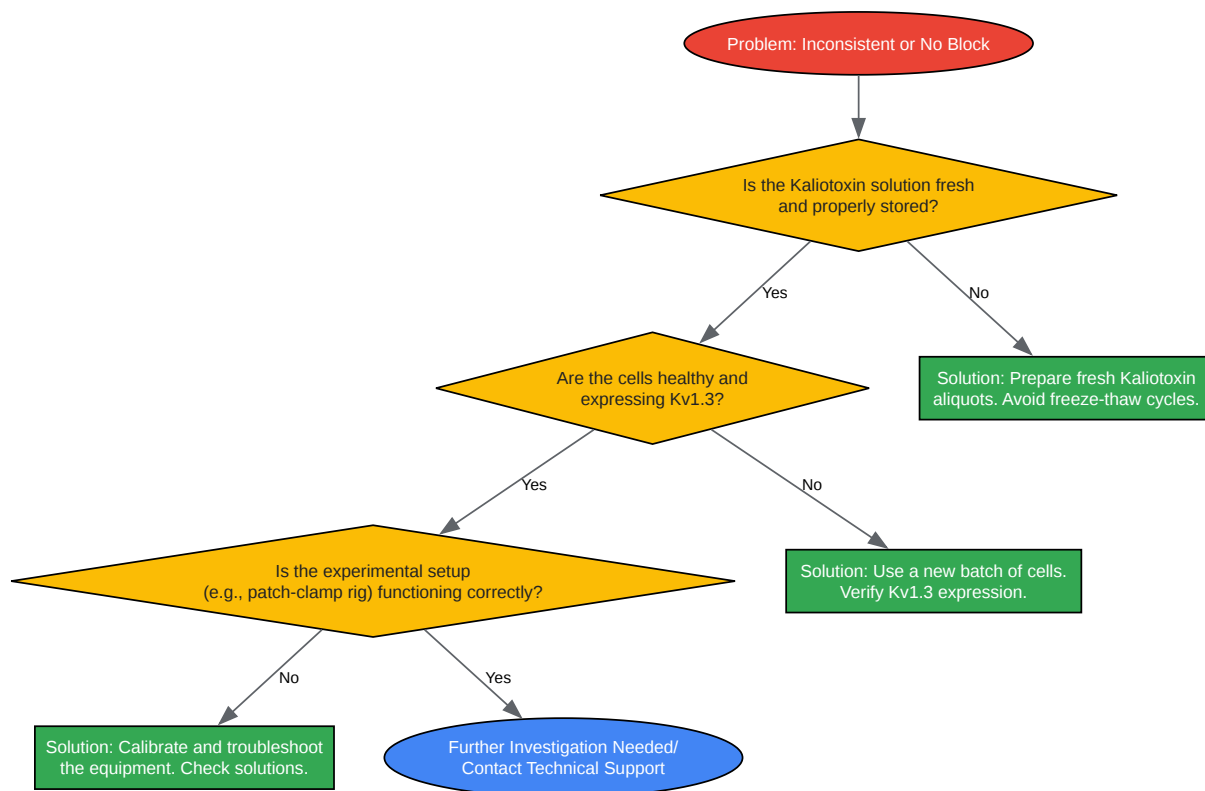 Problem: Inconsistent or No Block
Is the Kaliotoxin solution fresh
and properly stored?
Yes
No
Are the cells healthy and
expressing Kv1.3?
Solution: Prepare fresh Kaliotoxin
aliquots. Avoid freeze-thaw cycles.
Yes
No
Is the experimental setup
(e.g., patch-clamp rig) functioning correctly?
Solution: Use a new batch of cells.
Verify Kv1.3 expression.
No
Yes
Solution: Calibrate and troubleshoot
the equipment. Check solutions.
Further Investigation Needed/
Contact Technical Support